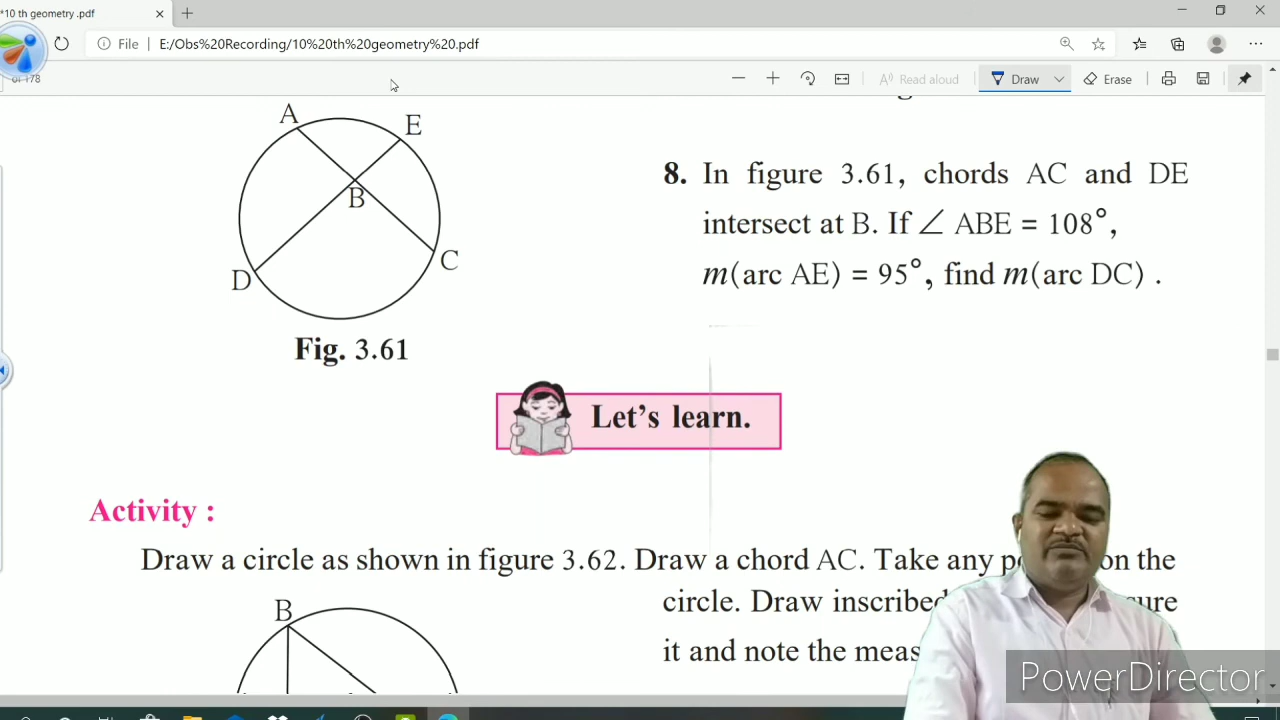 *10 th geometry .pdf
File | E:/Obs%20Recording/10%20th%20geometry%20.pdf
of 178
Read aloud
Draw
Erase
A
E
B
D
C
Fig. 3.61
8. In figure 3.61, chords AC and DE
intersect at B. If ∠ ABE = 108°,
m(arc AE) = 95°, find m(arc DC) .
Let's learn.
Activity :
Draw a circle as shown in figure 3.62. Draw a chord AC. Take any on the
circle. Draw inscribed
it and note the
B
PowerDirector